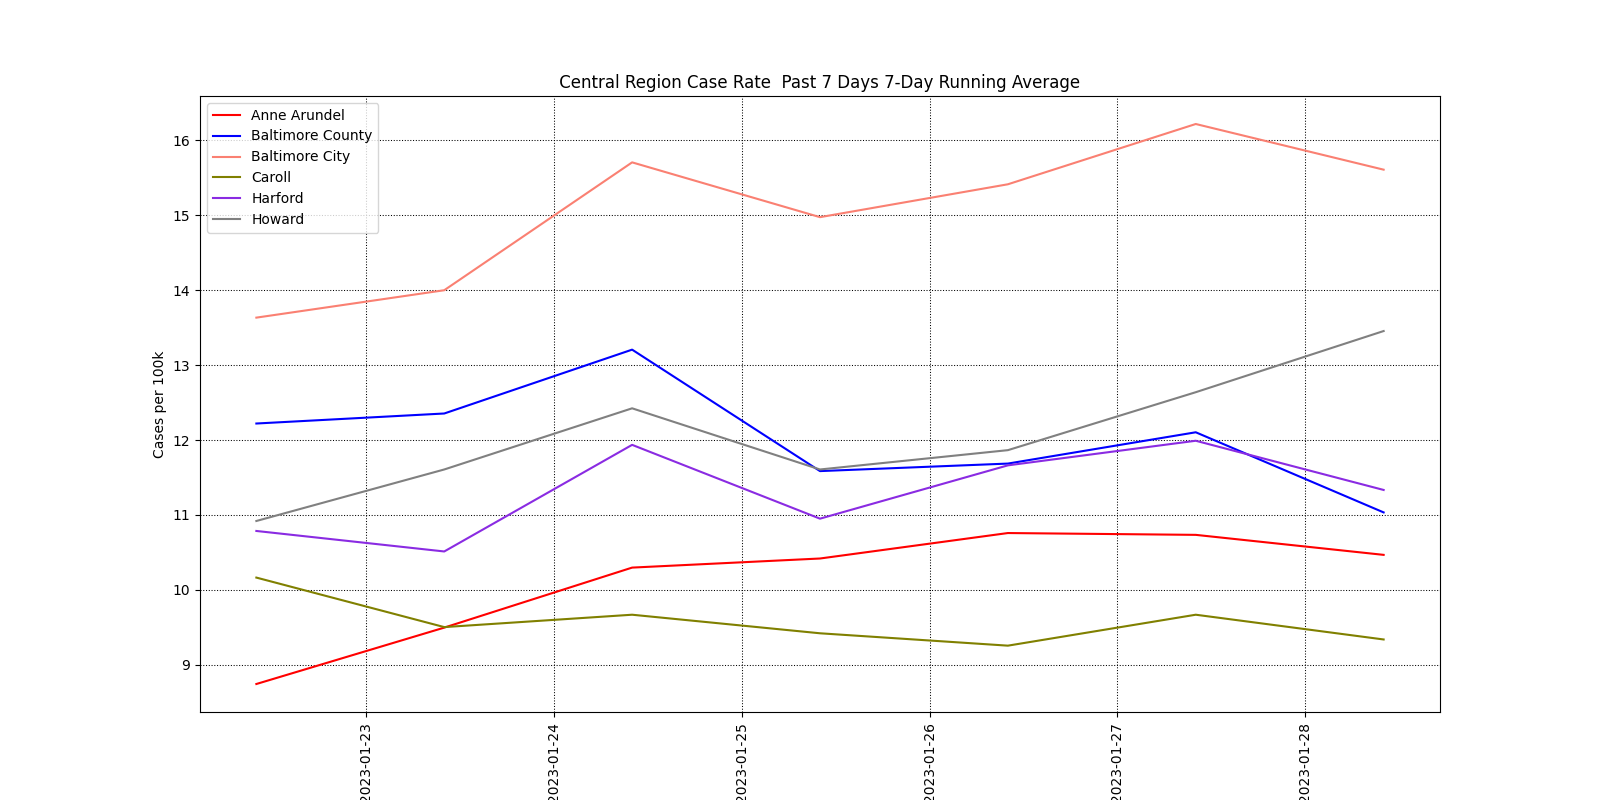 Central Region Case Rate  Past 7 Days 7-Day Running Average
Anne Arundel
Baltimore County
Baltimore City
Caroll
Harford
Howard
Cases per 100k
16
15
14
13
12
11
10
9
2023-01-23
2023-01-24
2023-01-25
2023-01-26
2023-01-27
2023-01-28